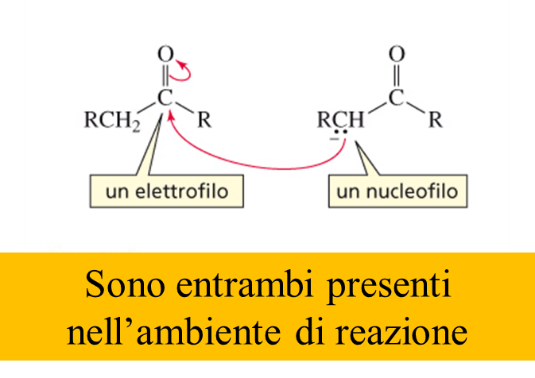 O
C
RCH2
R
O
C
RCH
R
un elettrofilo
un nucleofilo
Sono entrambi presenti
nell’ambiente di reazione